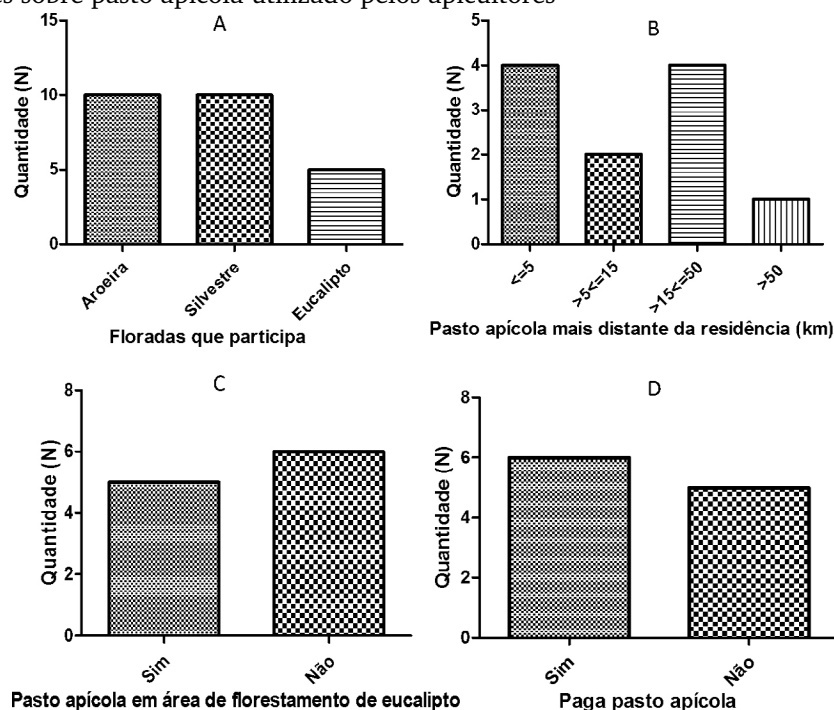 es sobre pasto apícola utilizado pelos apicultores
A
Quantidade (N)
15
10
5
0
Aroeira
Silvestre
Eucalipto
Floradas que participa
B
Quantidade (N)
5
4
3
2
1
0
<=5
>5<=15
>15<=50
>50
Pasto apícola mais distante da residência (km)
C
Quantidade (N)
8
6
4
2
0
Sim
Não
Pasto apícola em área de florestamento de eucalipto
D
Quantidade (N)
8
6
4
2
0
Sim
Não
Paga pasto apícola